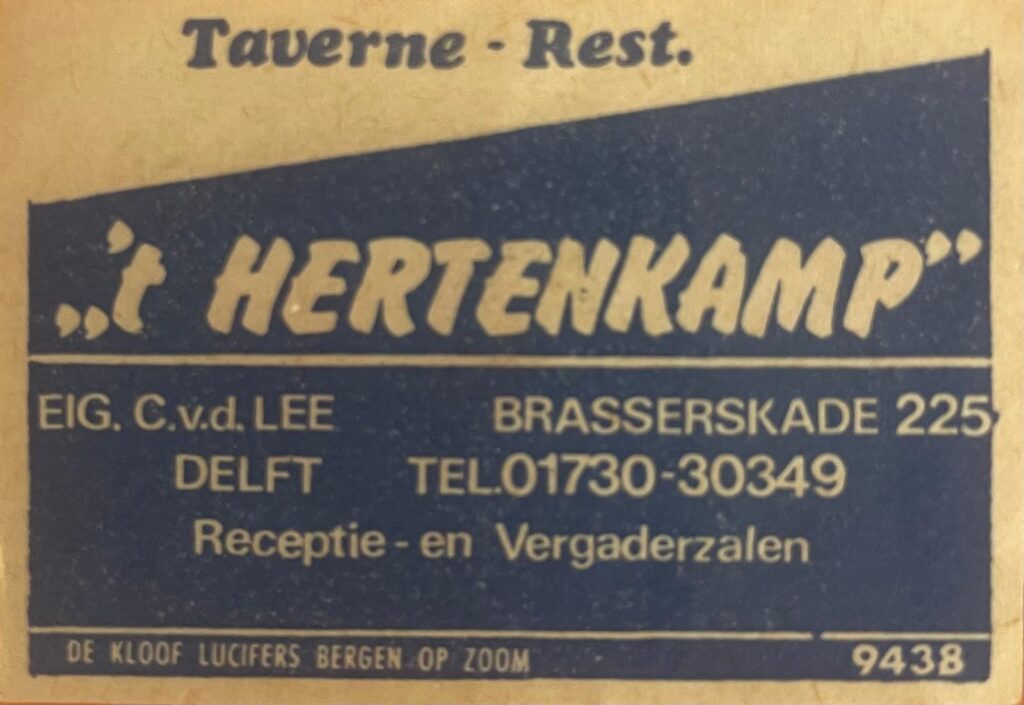 Taverne - Rest.
„'t HERTENKAMP”
EIG. C.v.d. LEE BRASSERSKADE 225
DELFT TEL.01730-30349
Receptie - en Vergaderzalen
DE KLOOF LUCIFERS BERGEN OP ZOOM 9438